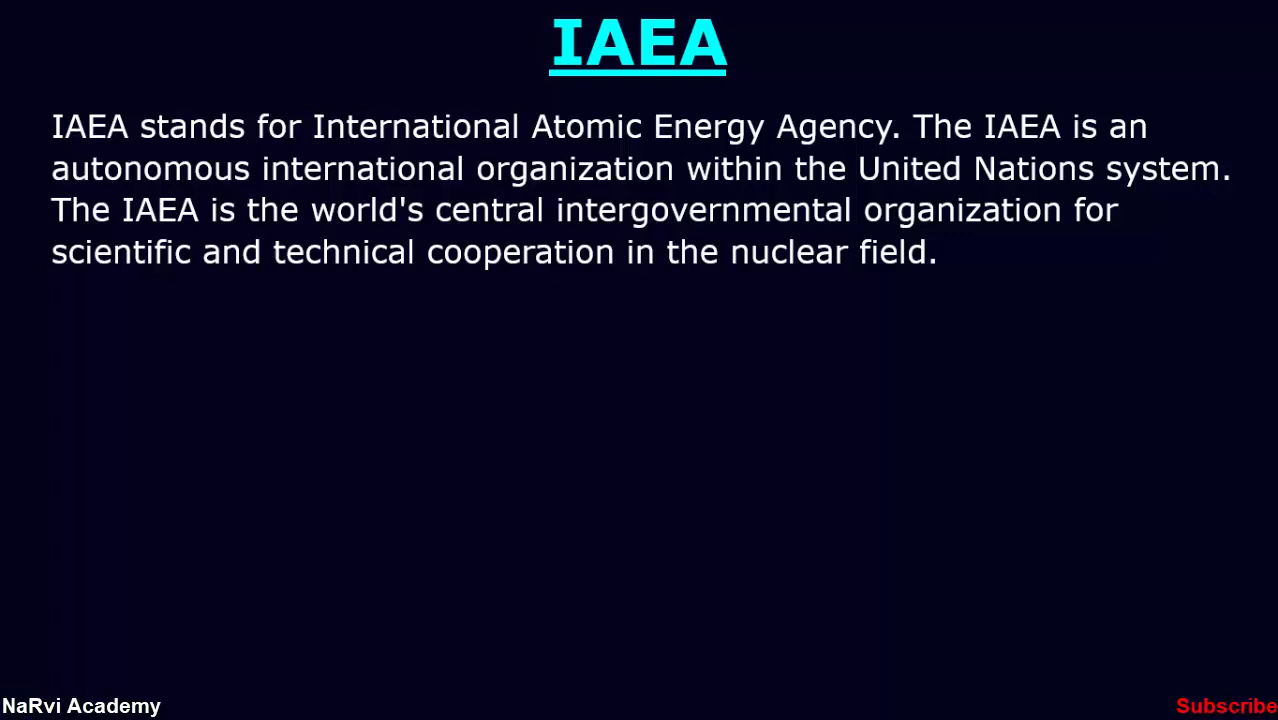 IAEA
IAEA stands for International Atomic Energy Agency. The IAEA is an
autonomous international organization within the United Nations system.
The IAEA is the world's central intergovernmental organization for
scientific and technical cooperation in the nuclear field.
NaRvi Academy
Subscribe